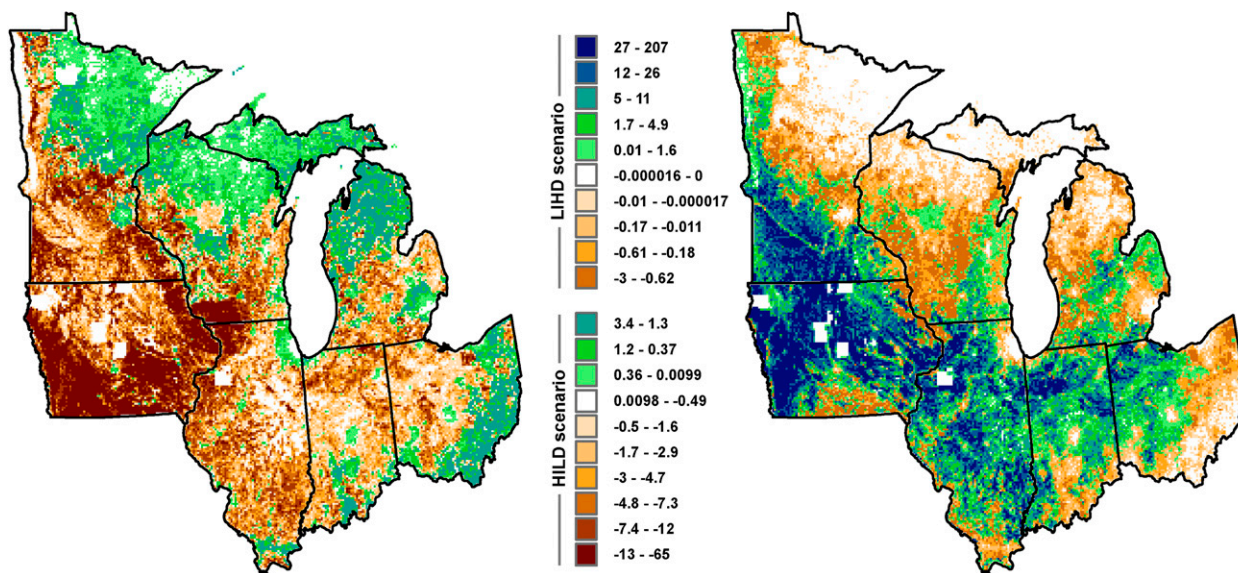 LIHD scenario
27 - 207
12 - 26
5 - 11
1.7 - 4.9
0.01 - 1.6
-0.000016 - 0
-0.01 - -0.000017
-0.17 - -0.011
-0.61 - -0.18
-3 - -0.62
HILD scenario
3.4 - 1.3
1.2 - 0.37
0.36 - 0.0099
0.0098 - -0.49
-0.5 - -1.6
-1.7 - -2.9
-3 - -4.7
-4.8 - -7.3
-7.4 - -12
-13 - -65